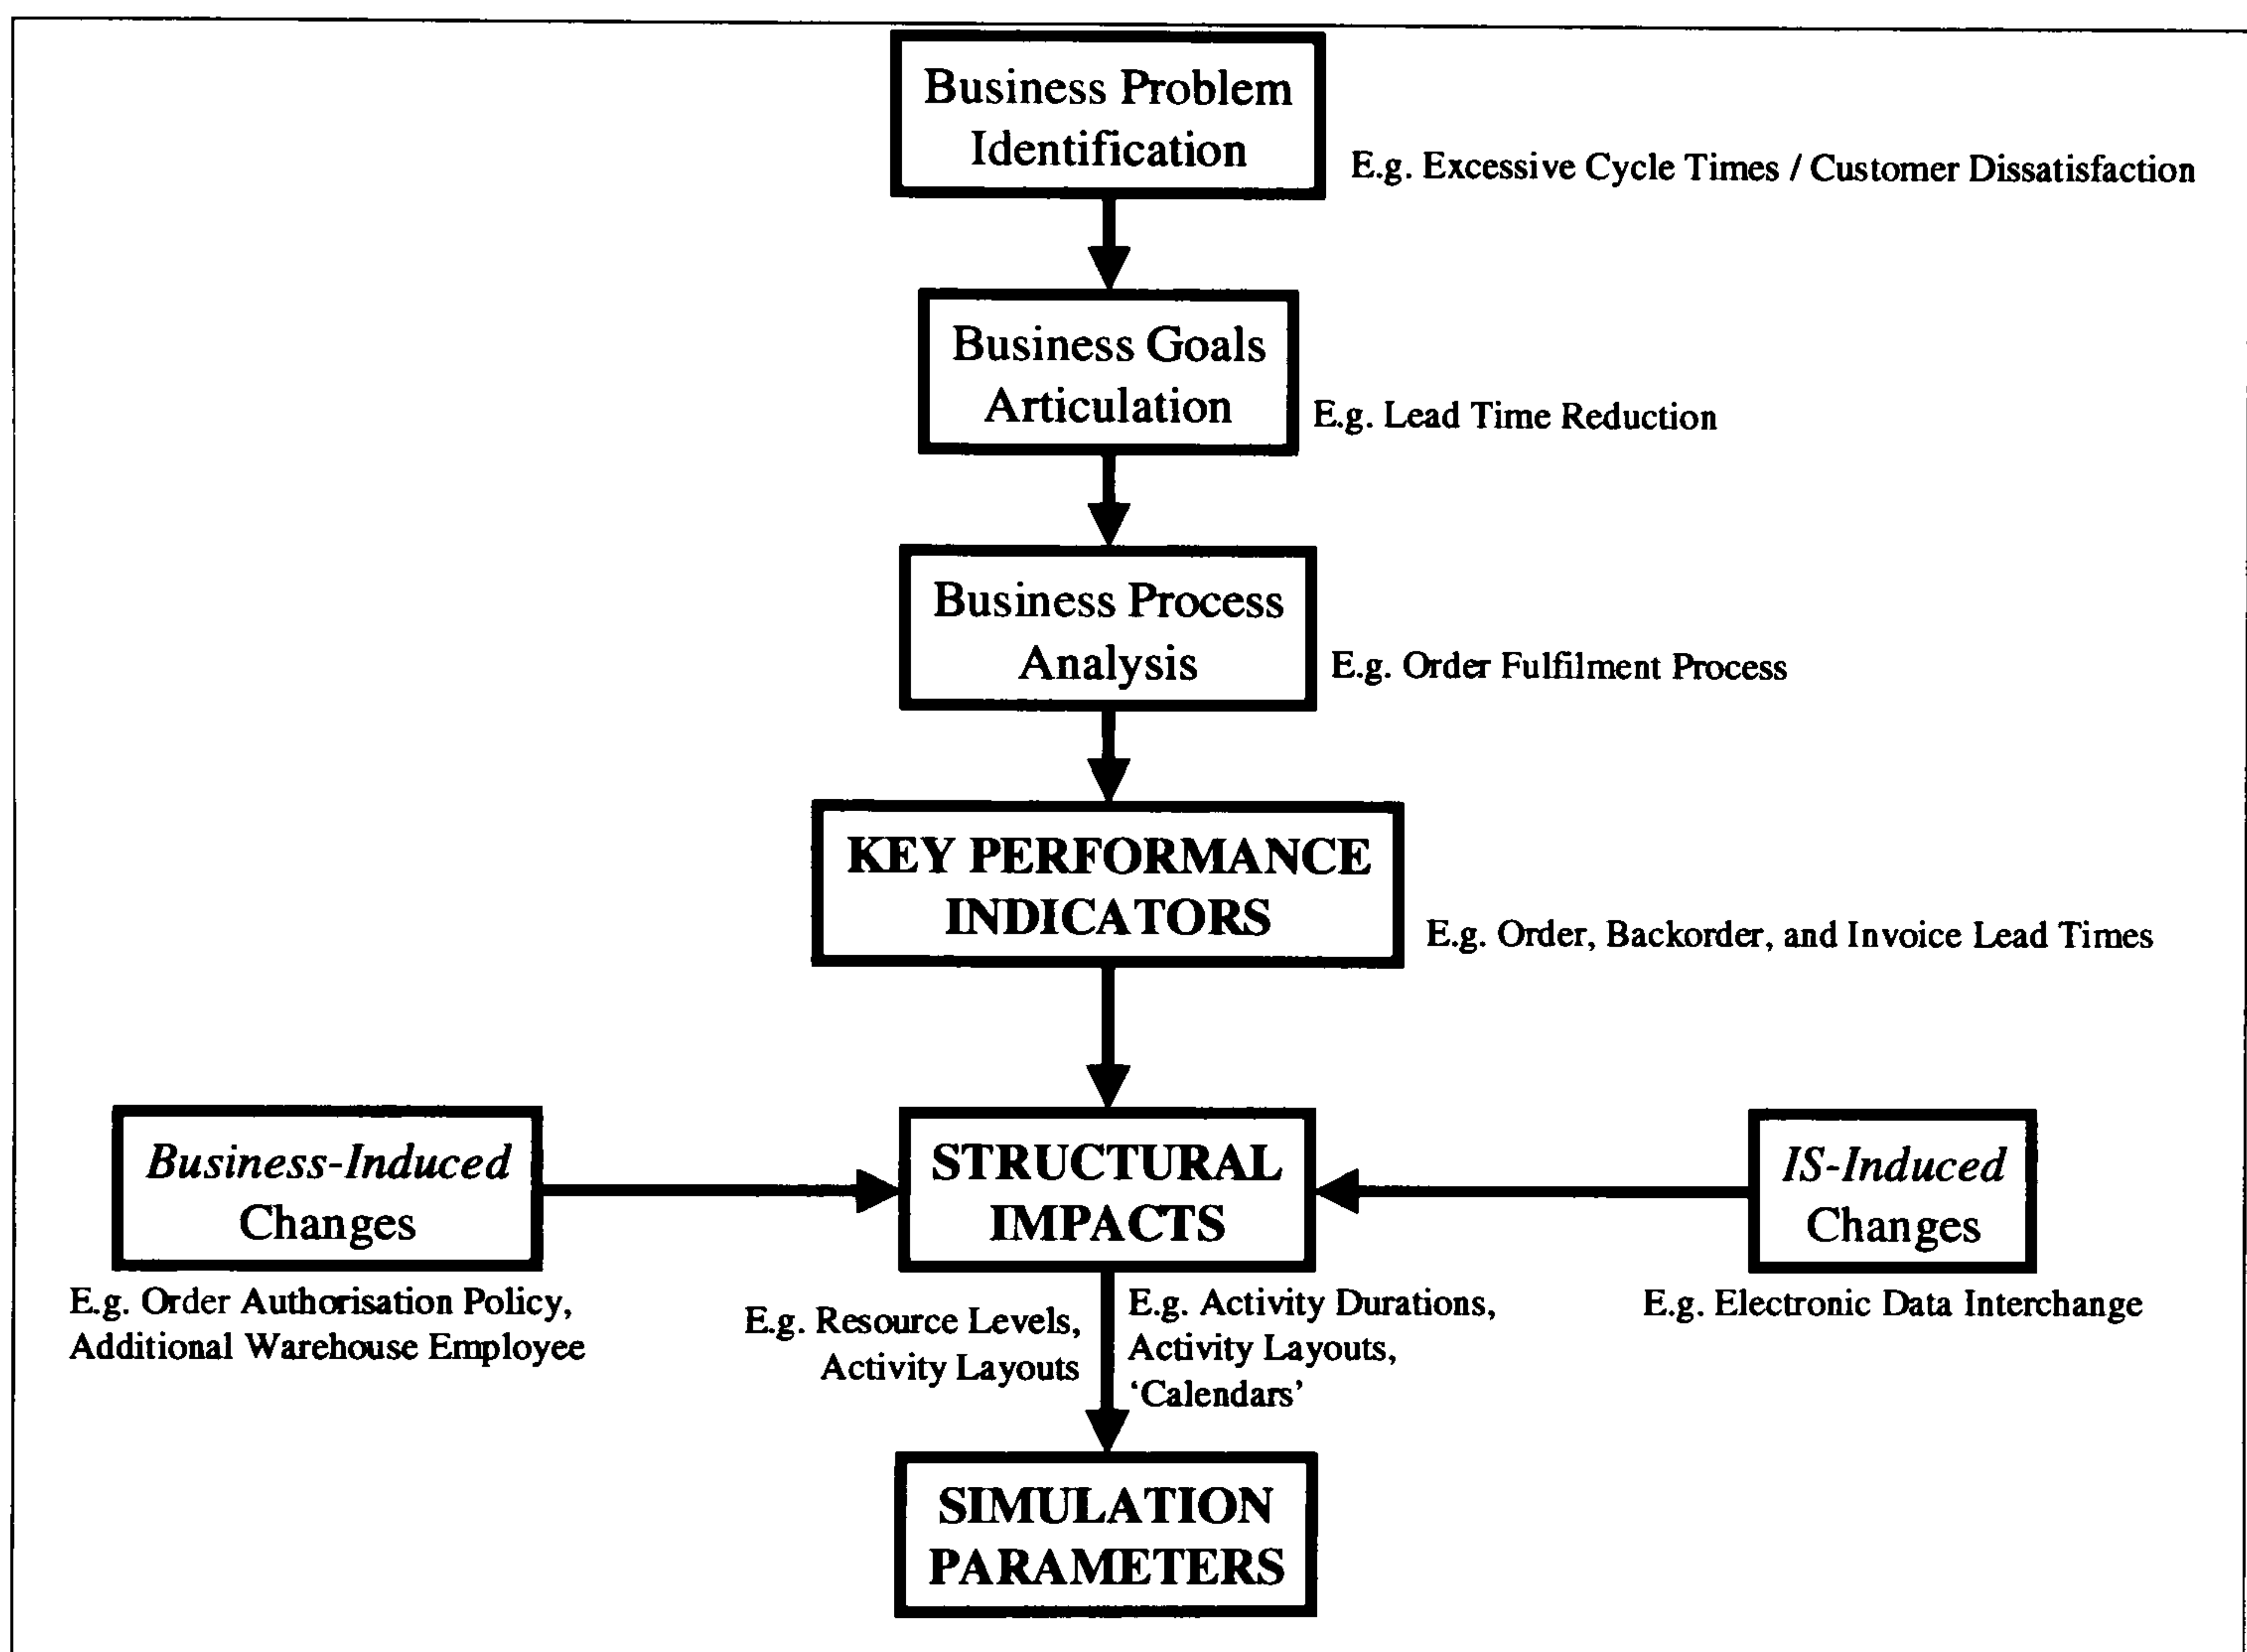 Business Problem
Identification
E.g. Excessive Cycle Times / Customer Dissatisfaction
Business Goals
Articulation
E.g. Lead Time Reduction
Business Process
Analysis
E.g. Order Fulfilment Process
KEY PERFORMANCE
INDICATORS
E.g. Order, Backorder, and Invoice Lead Times
Business-Induced
Changes
E.g. Order Authorisation Policy,
Additional Warehouse Employee
STRUCTURAL
IMPACTS
IS-Induced
Changes
E.g. Electronic Data Interchange
E.g. Resource Levels,
Activity Layouts
E.g. Activity Durations,
Activity Layouts,
‘Calendars’
SIMULATION
PARAMETERS